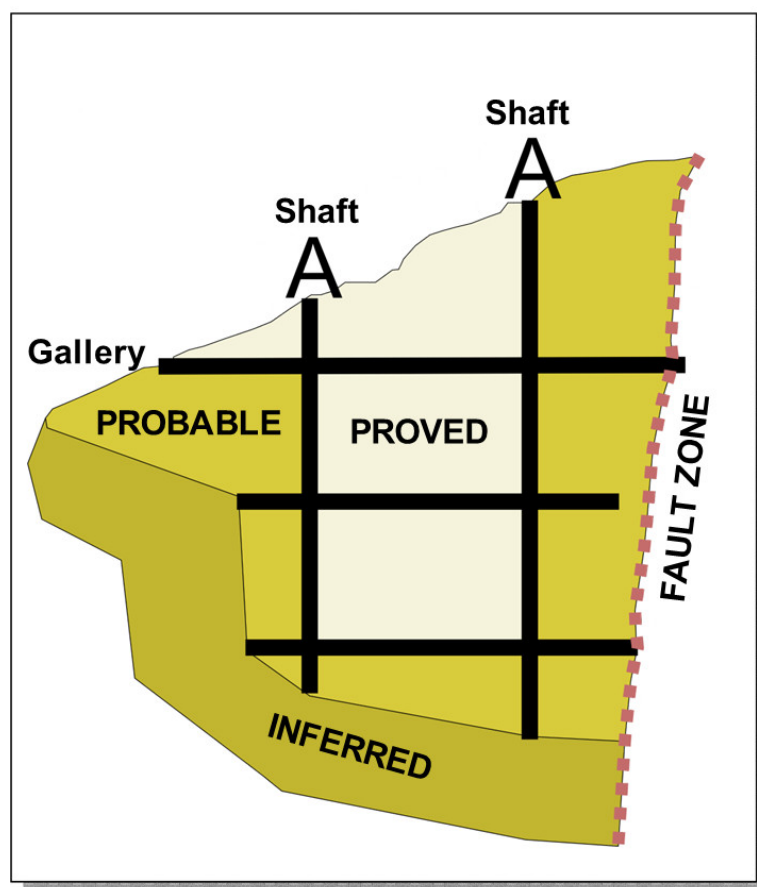 Shaft
A
Shaft
A
Gallery
PROBABLE
PROVED
FAULT ZONE
INFERRED